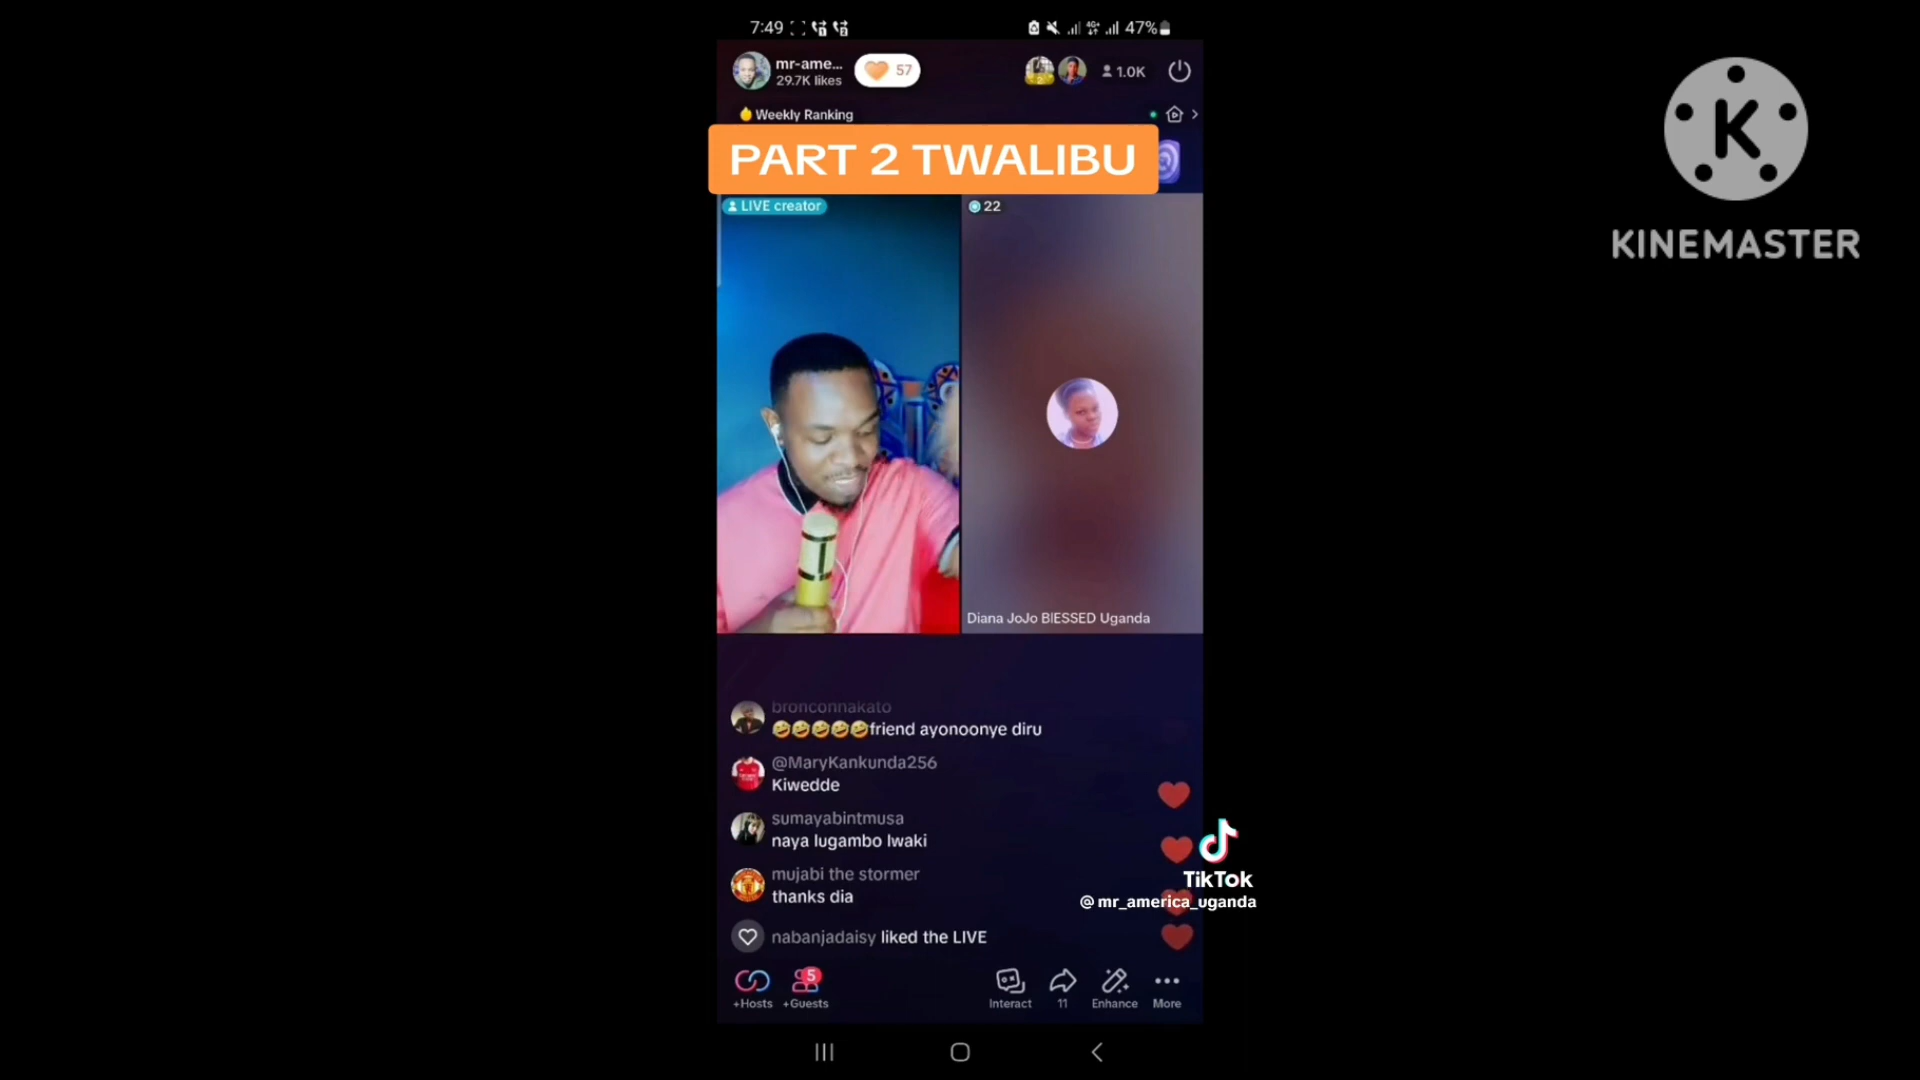 7:49
47%
mr-ame...
29.7K likes
57
1.0K
Weekly Ranking
PART 2 TWALIBU
LIVE creator
22
Diana JoJo BlESSED Uganda
bronconnakato
🤣🤣🤣🤣🤣friend ayonoonye diru
@MaryKankunda256
Kiwedde
sumayabintmusa
naya lugambo lwaki
mujabi the stormer
thanks dia
nabanjadaisy liked the LIVE
5
+Hosts
+Guests
Interact
11
Enhance
More
TikTok
@mr_america_uganda
K
KINEMASTER